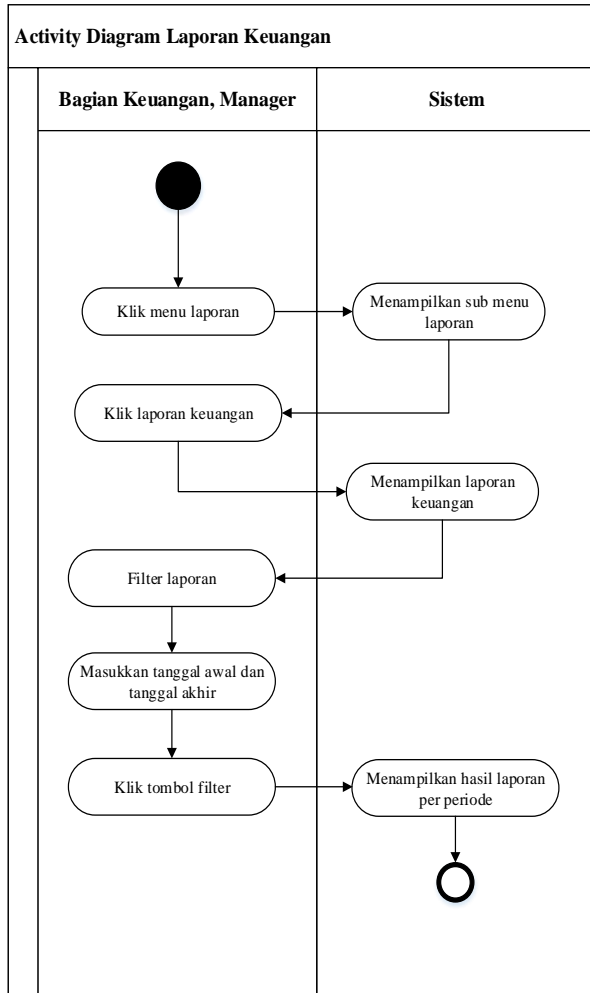 Activity Diagram Laporan Keuangan
Bagian Keuangan, Manager
Sistem
Klik menu laporan
Menampilkan sub menu
laporan
Klik laporan keuangan
Menampilkan laporan
keuangan
Filter laporan
Masukkan tanggal awal dan
tanggal akhir
Klik tombol filter
Menampilkan hasil laporan
per periode